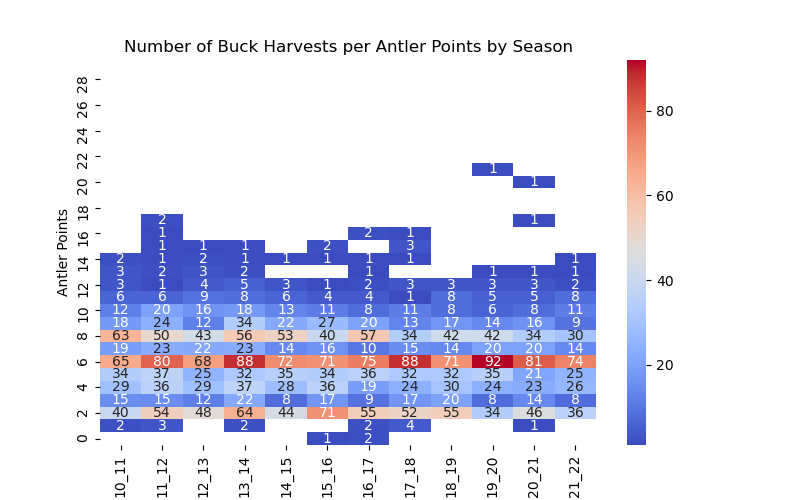 Number of Buck Harvests per Antler Points by Season
Antler Points
28
26
24
22
1
20 1
18 1
2
16 1 2 1
1 1 1 2 3
14 2 1 2 1 1 1 1 1 1
3 2 3 2 1 1 1 1
12 3 1 4 5 3 1 2 3 3 3 3 2
6 6 9 8 6 4 4 1 8 5 5 8
10 12 20 16 18 13 11 8 11 8 6 8 11
18 24 12 34 22 27 20 13 17 14 16 9
8 63 50 43 56 53 40 57 34 42 42 34 30
19 23 22 23 14 16 10 15 14 20 20 14
6 65 80 68 88 72 71 75 88 71 92 81 74
34 37 25 32 35 34 36 32 32 35 21 25
4 29 36 29 37 28 36 19 24 30 24 23 26
15 15 12 22 8 17 9 17 20 8 14 8
2 40 54 48 64 44 71 55 52 55 34 46 36
2 3 2 2 4 1
0 1 2
10_11 11_12 12_13 13_14 14_15 15_16 16_17 17_18 18_19 19_20 20_21 21_22
80
60
40
20